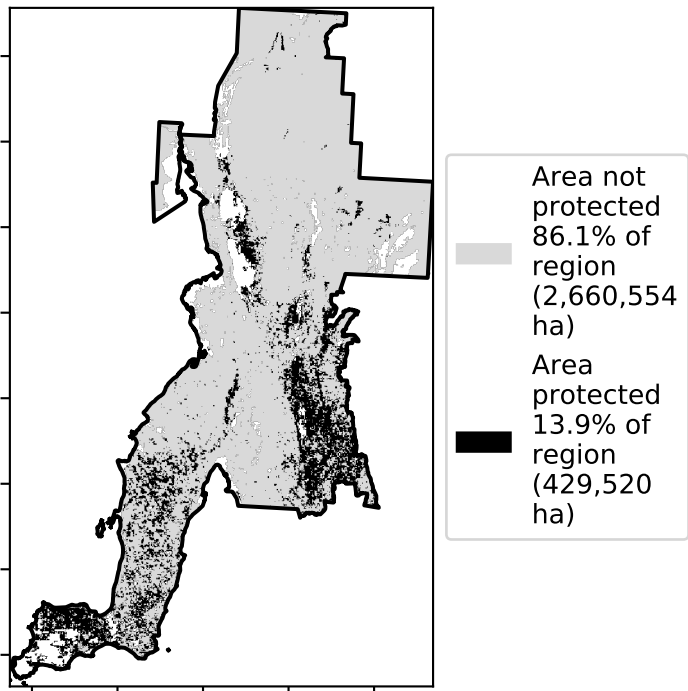 Area not
protected
86.1% of
region
(2,660,554
ha)
Area
protected
13.9% of
region
(429,520
ha)